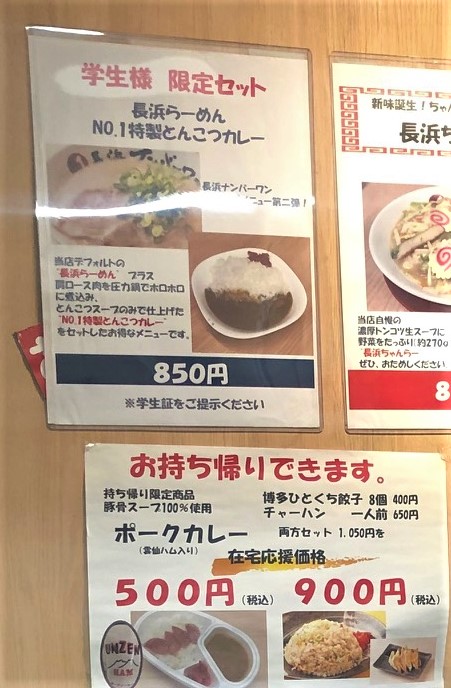 学生様 限定セット
長浜らーめん
NO.1特製とんこつカレー
長浜ナンバーワン
ニュー第二弾！
当店デフォルトの
"長浜らーめん" プラス
肩ロース肉を圧力鍋でホロホロ
に煮込み、
とんこつスープのみで仕上げた
"NO.1特製とんこつカレー"
をセットしたお得なメニューです。
850円
※学生証をご提示ください
新味誕生！ちゃん
長浜ち
当店自慢の
濃厚トンコツ生スープに
野菜をたっぷり(約270g
"長浜ちゃんらー
ぜひ、おためしください
8
お持ち帰りできます。
持ち帰り限定商品
豚骨スープ100%使用
ポークカレー
(雲仙ハム入り)
博多ひとくち餃子 8個 400円
チャーハン 一人前 650円
両方セット 1,050円を
在宅応援価格
500円(税込)
900円(税込)
UNZEN
HAM